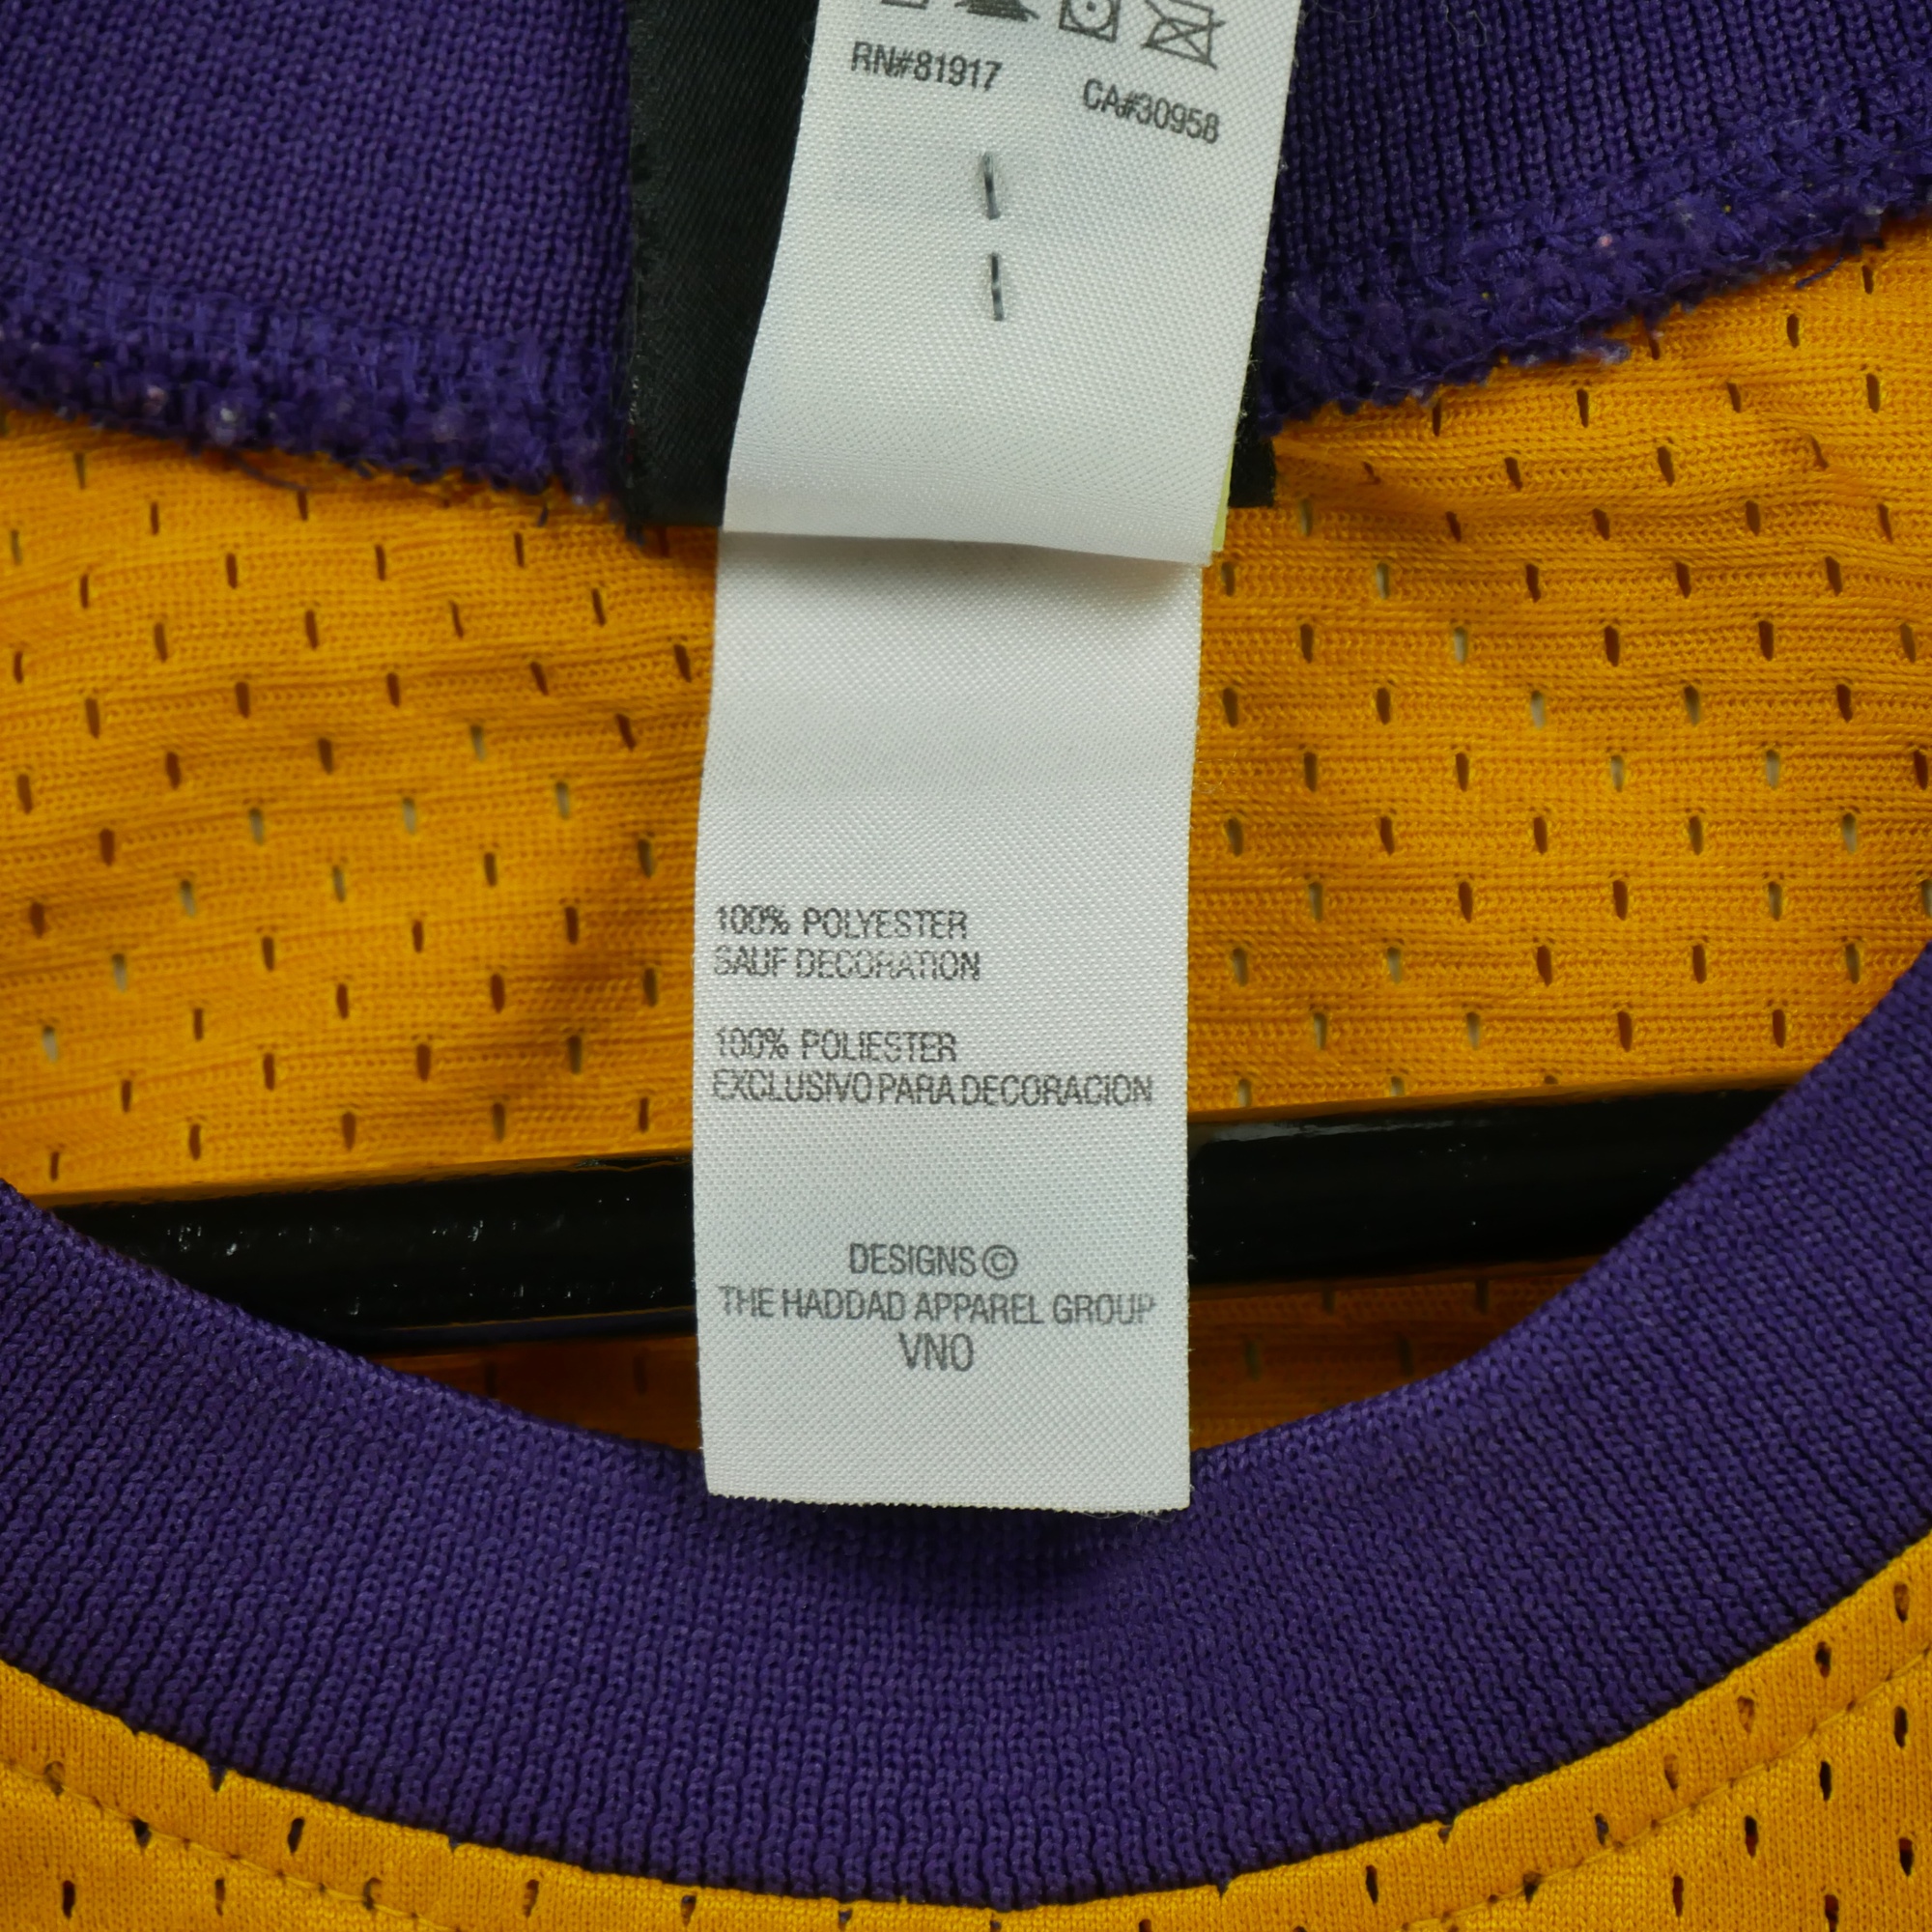 RN#81917 CA#30958
100% POLYESTER
SAUF DECORATION
100% POLIESTER
EXCLUSIVO PARA DECORACION
DESIGNS©
THE HADDAD APPAREL GROUP
VNO